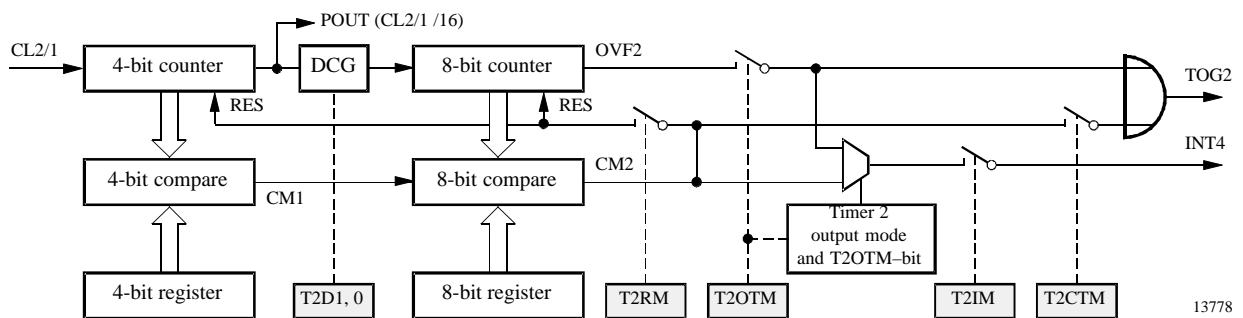 POUT (CL2/1 /16)
CL2/1
4-bit counter
DCG
8-bit counter
OVF2
TOG2
RES
RES
INT4
4-bit compare
CM1
8-bit compare
CM2
Timer 2
output mode
and T2OTM–bit
4-bit register
T2D1, 0
8-bit register
T2RM
T2OTM
T2IM
T2CTM
13778